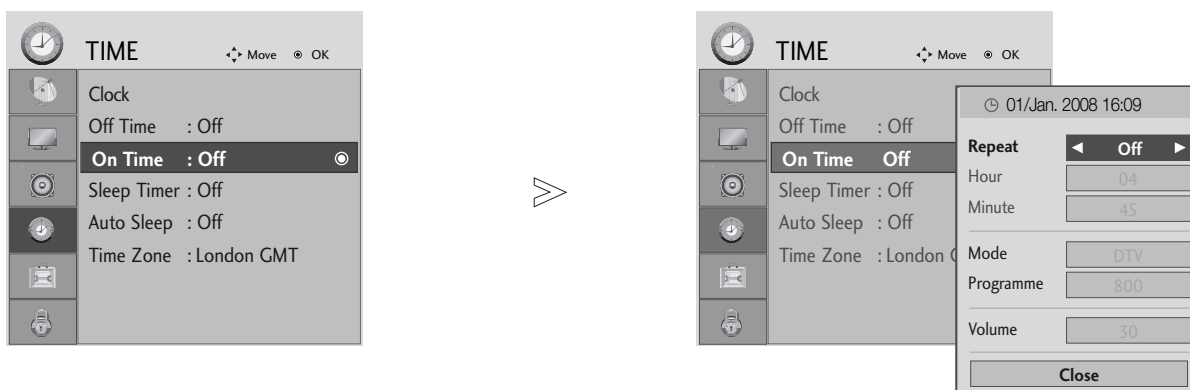 TIME
Move OK
Clock
Off Time : Off
On Time : Off
Sleep Timer : Off
Auto Sleep : Off
Time Zone : London GMT
TIME
Move OK
Clock
Off Time : Off
On Time Off
Sleep Timer : Off
Auto Sleep : Off
Time Zone : London
01/Jan. 2008 16:09
Repeat ◄ Off ►
Hour 04
Minute 45
Mode DTV
Programme 800
Volume 30
Close